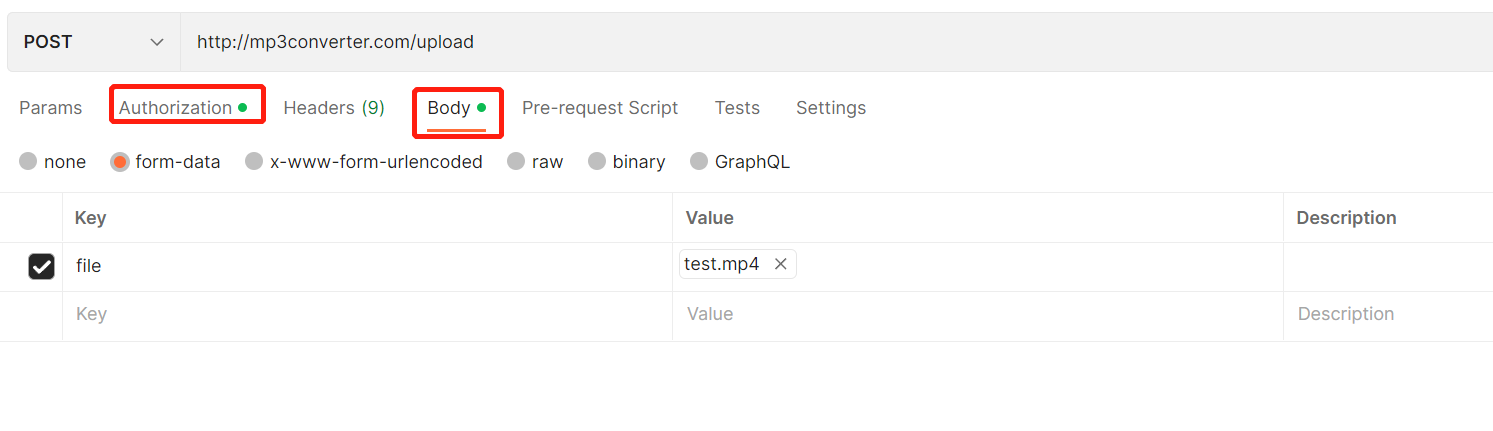 POST http://mp3converter.com/upload
Params Authorization Headers (9) Body Pre-request Script Tests Settings
none form-data x-www-form-urlencoded raw binary GraphQL
Key Value Description
file test.mp4
Key Value Description